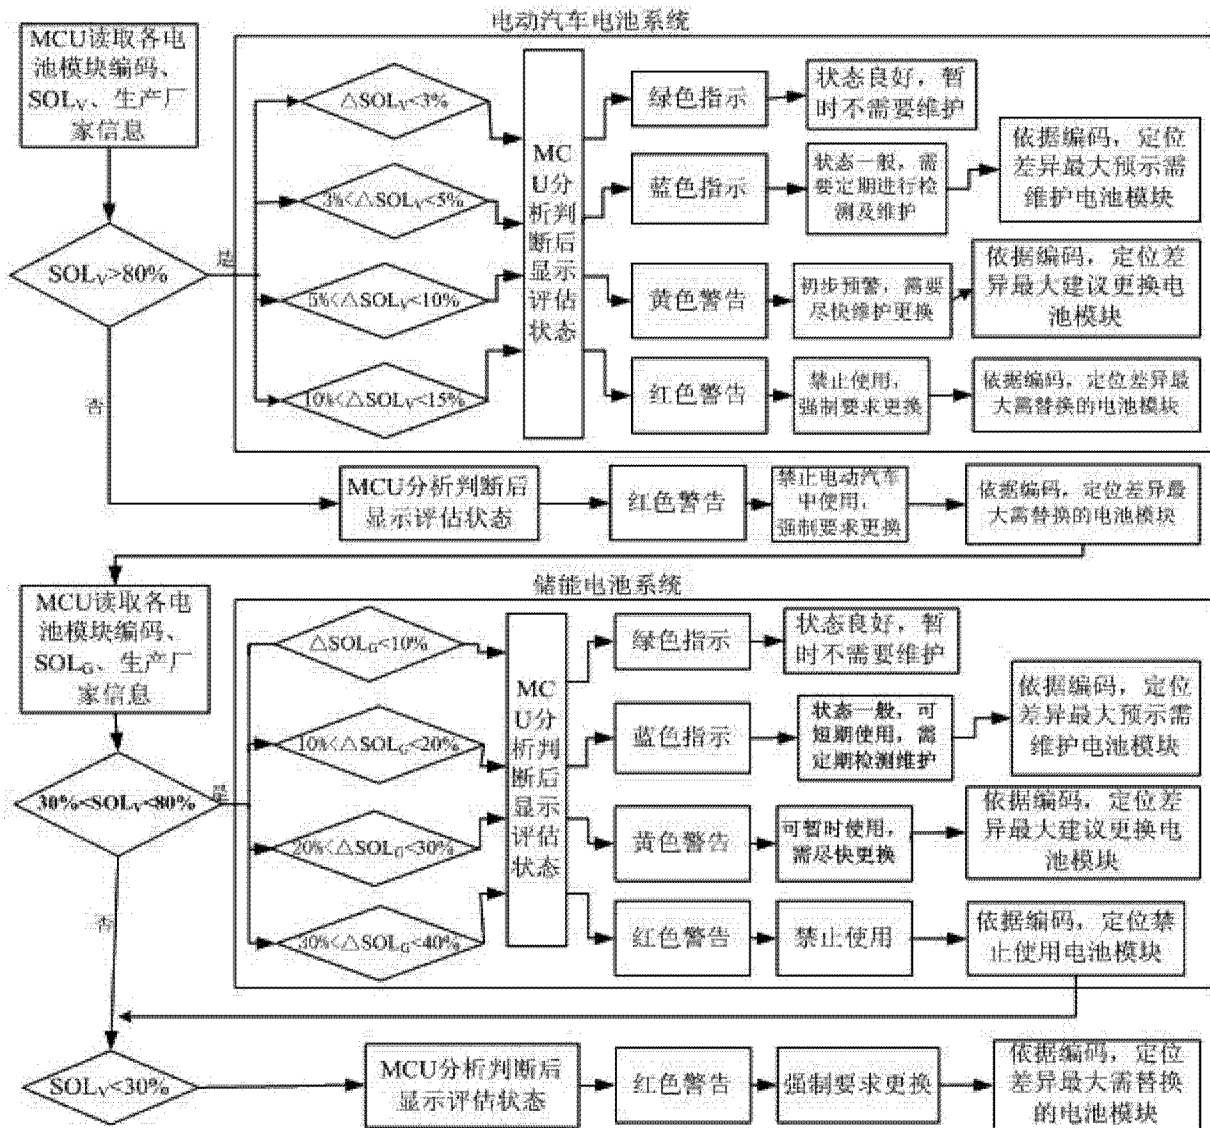 电动汽车电池系统
MCU读取各电
池模块编码、
SOLV、生产厂
家信息
SOLV>80%
是
否
△SOLV<3%
3%<△SOLV<5%
5%<△SOLV<10%
10%<△SOLV<15%
MC
U分
析判
断后
显示
评估
状态
绿色指示
状态良好，暂
时不需要维护
蓝色指示
状态一般，需
要定期进行检
测及维护
依据编码，定位
差异最大预示需
维护电池模块
黄色警告
初步预警，需要
尽快维护更换
依据编码，定位差
异最大建议更换电
池模块
红色警告
禁止使用，
强制要求更换
依据编码，定位差异最
大需替换的电池模块
MCU分析判断后
显示评估状态
红色警告
禁止电动汽车
中使用，
强制要求更换
依据编码，定位差异最
大需替换的电池模块
储能电池系统
MCU读取各电
池模块编码、
SOLG、生产厂
家信息
30%<SOLV<80%
是
否
△SOLG<10%
10%<△SOLG<20%
20%<△SOLG<30%
30%<△SOLG<40%
MC
U分
析判
断后
显示
评估
状态
绿色指示
状态良好，暂
时不需要维护
蓝色指示
状态一般，可
短期使用，需
定期检测维护
依据编码，定位
差异最大预示需
维护电池模块
黄色警告
可暂时使用，
需尽快更换
依据编码，定位差
异最大建议更换电
池模块
红色警告
禁止使用
依据编码，定位禁
止使用电池模块
SOLV<30%
MCU分析判断后
显示评估状态
红色警告
强制要求更换
依据编码，定位
差异最大需替换
的电池模块